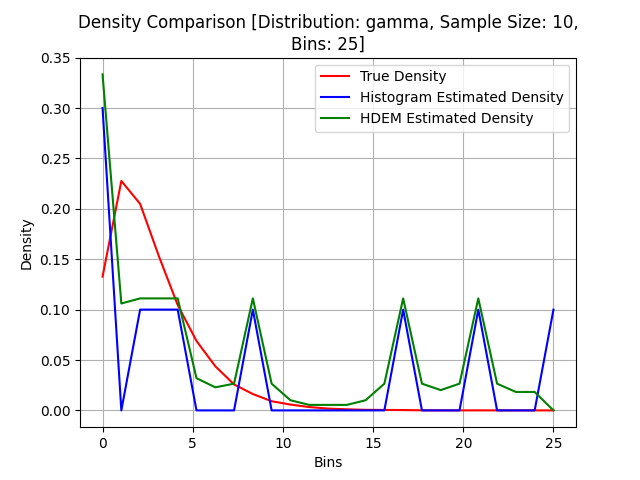 Density Comparison [Distribution: gamma, Sample Size: 10,
Bins: 25]
True Density
Histogram Estimated Density
HDEM Estimated Density
Density
0.35
0.30
0.25
0.20
0.15
0.10
0.05
0.00
0 5 10 15 20 25
Bins